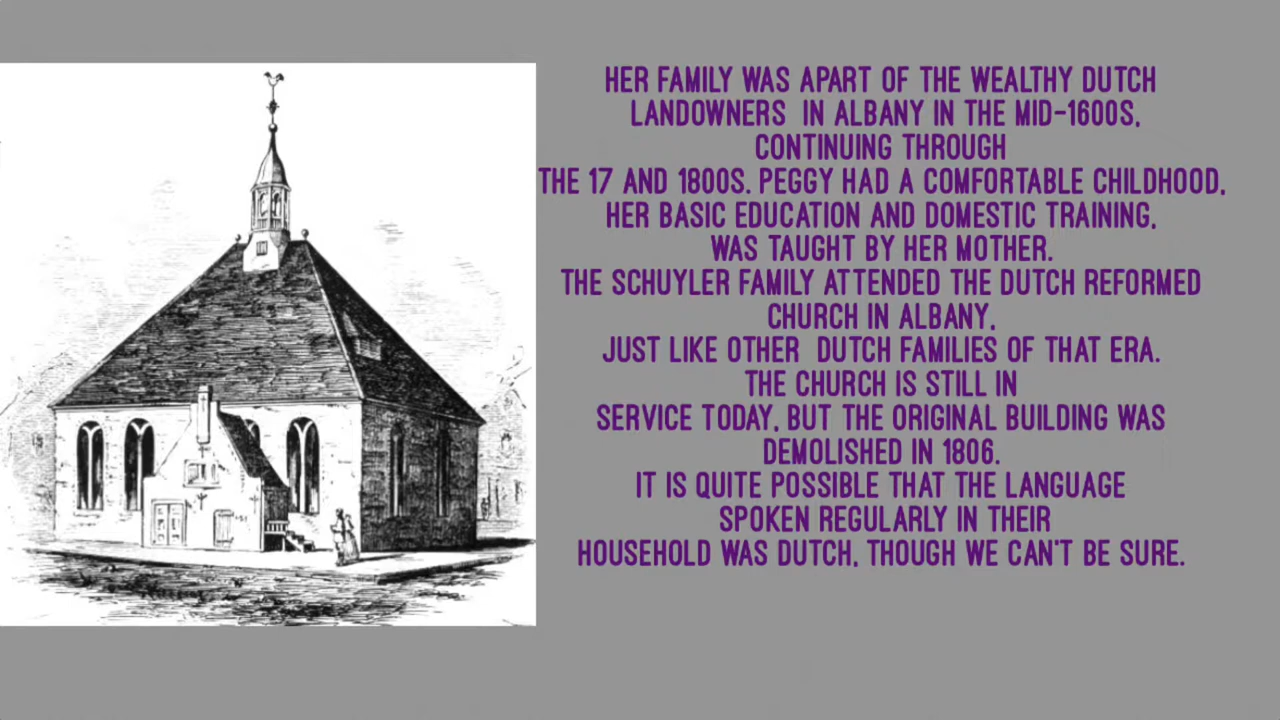 HER FAMILY WAS APART OF THE WEALTHY DUTCH
LANDOWNERS IN ALBANY IN THE MID-1600S,
CONTINUING THROUGH
THE 17 AND 1800S. PEGGY HAD A COMFORTABLE CHILDHOOD,
HER BASIC EDUCATION AND DOMESTIC TRAINING,
WAS TAUGHT BY HER MOTHER.
THE SCHUYLER FAMILY ATTENDED THE DUTCH REFORMED
CHURCH IN ALBANY,
JUST LIKE OTHER DUTCH FAMILIES OF THAT ERA.
THE CHURCH IS STILL IN
SERVICE TODAY, BUT THE ORIGINAL BUILDING WAS
DEMOLISHED IN 1806.
IT IS QUITE POSSIBLE THAT THE LANGUAGE
SPOKEN REGULARLY IN THEIR
HOUSEHOLD WAS DUTCH, THOUGH WE CAN'T BE SURE.